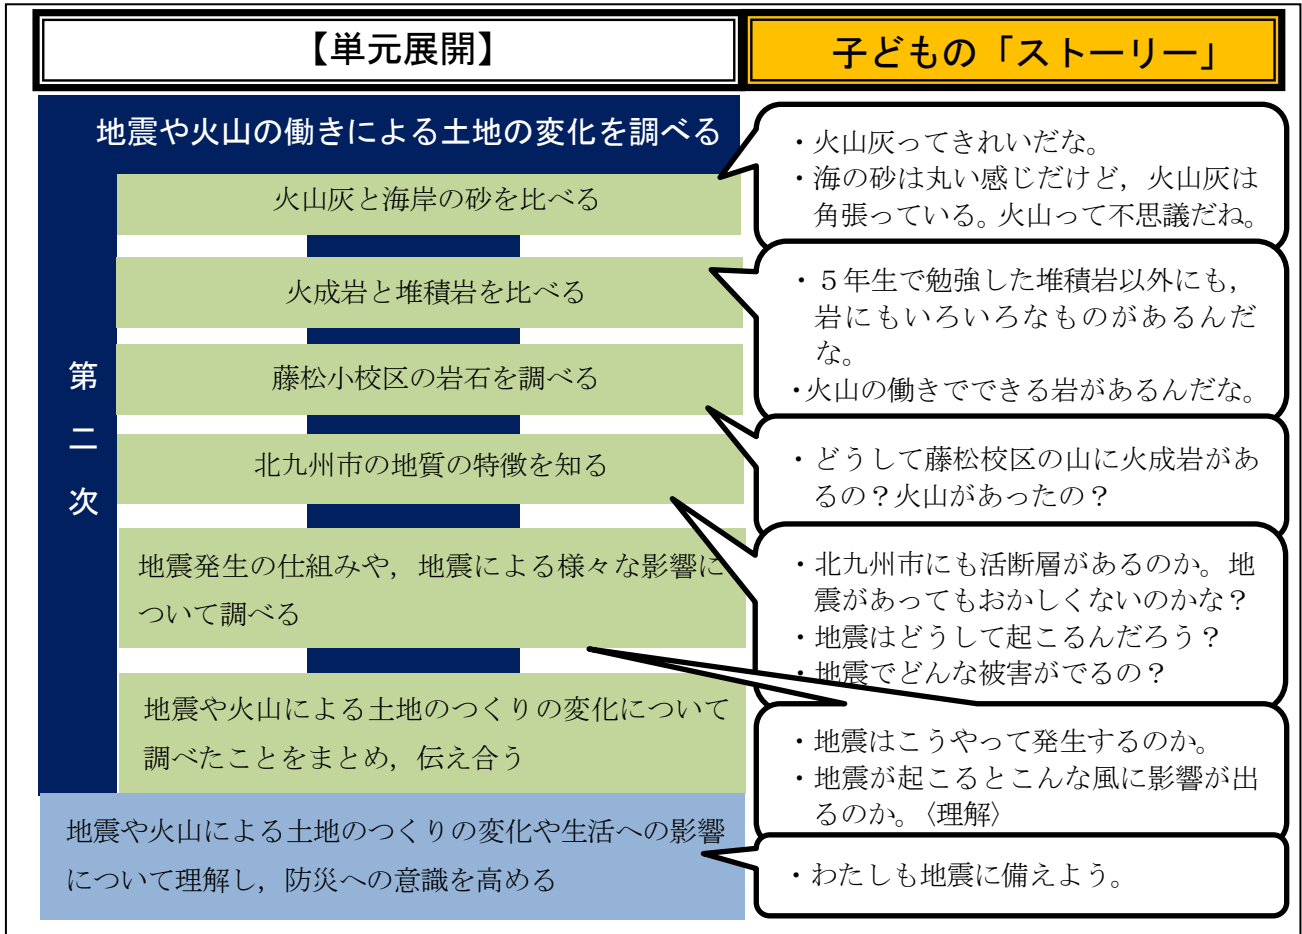 【単元展開】
子どもの「ストーリー」
地震や火山の働きによる土地の変化を調べる
第二次
火山灰と海岸の砂を比べる
火成岩と堆積岩を比べる
藤松小校区の岩石を調べる
北九州市の地質の特徴を知る
地震発生の仕組みや，地震による様々な影響に
ついて調べる
地震や火山による土地のつくりの変化について
調べたことをまとめ，伝え合う
地震や火山による土地のつくりの変化や生活への影響
について理解し，防災への意識を高める
・火山灰ってきれいだな。
・海の砂は丸い感じだけど，火山灰は
角張っている。火山って不思議だね。
・５年生で勉強した堆積岩以外にも，
岩にもいろいろなものがあるんだ
な。
・火山の働きでできる岩があるんだな。
・どうして藤松校区の山に火成岩があ
るの？火山があったの？
・北九州市にも活断層があるのか。地
震があってもおかしくないのかな？
・地震はどうして起こるんだろう？
・地震でどんな被害がでるの？
・地震はこうやって発生するのか。
・地震が起こるとこんな風に影響が出
るのか。〈理解〉
・わたしも地震に備えよう。